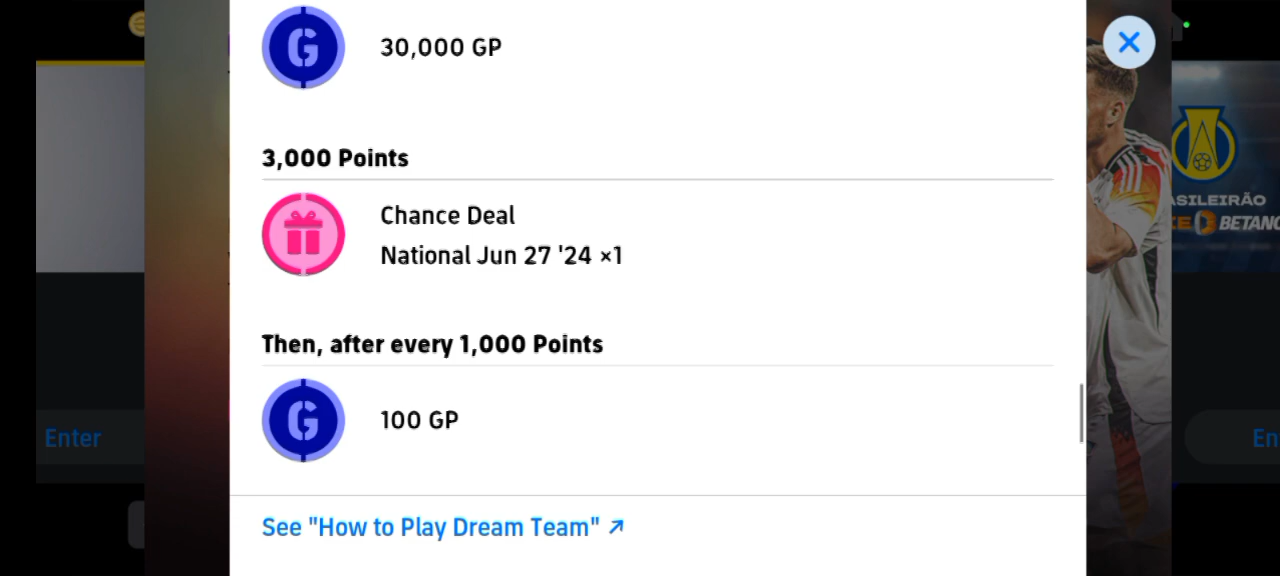 30,000 GP
3,000 Points
Chance Deal
National Jun 27 '24 ×1
Then, after every 1,000 Points
100 GP
See "How to Play Dream Team" ↗
Enter
En
ASILEIRÃO
BETANO